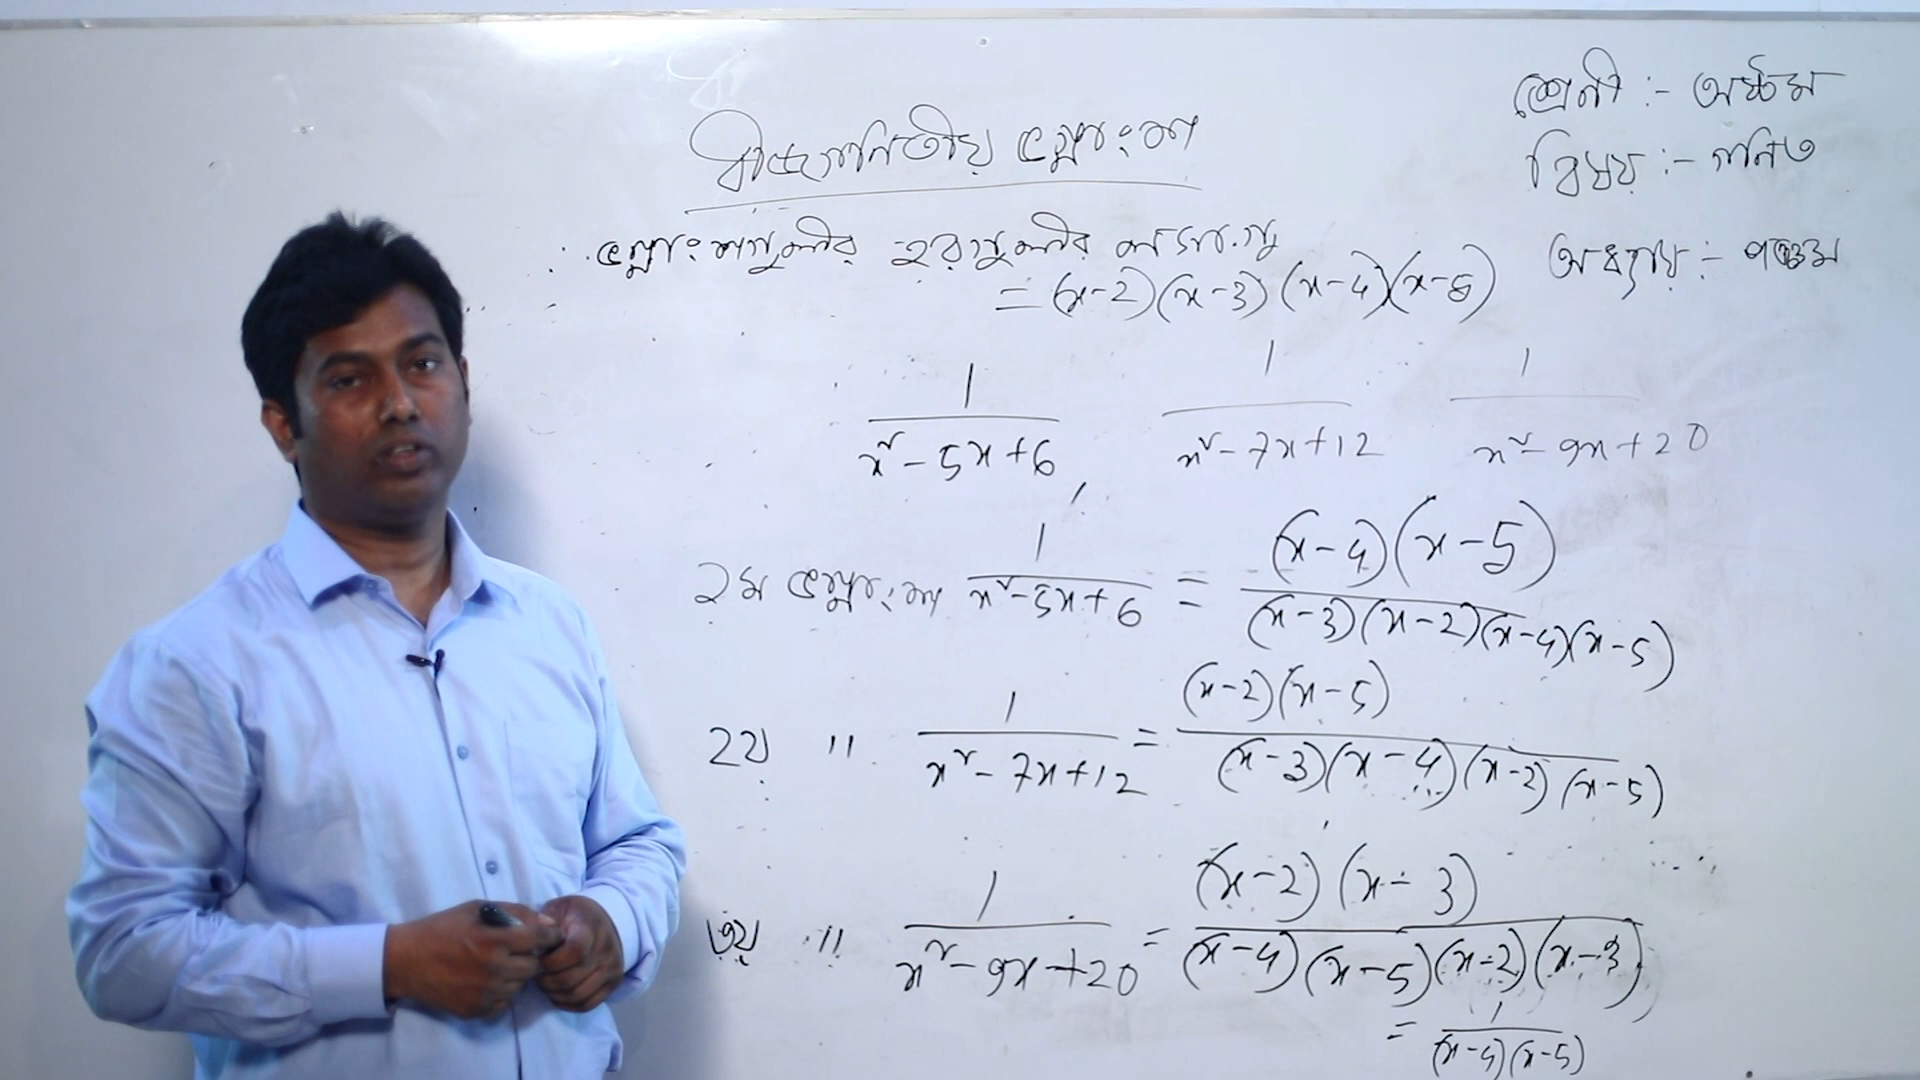 বীজগণিতীয় ভগ্নাংশ
শ্রেণী :- অষ্টম
বিষয় :- গণিত
অধ্যায় :- পঞ্চম
ভগ্নাংশগুলীর হরগুলীর ল.সা.গু
= (x-2)(x-3)(x-4)(x-5)
1/(x²-5x+6) , 1/(x²-7x+12) 1/(x²-9x+20)
১ম ভগ্নাংশ 1/(x²-5x+6) = (x-4)(x-5)/(x-3)(x-2)(x-4)(x-5)
২য় " 1/(x²-7x+12) = (x-2)(x-5)/(x-3)(x-4)(x-2)(x-5)
৩য় " 1/(x²-9x+20) = (x-2)(x-3)/(x-4)(x-5)(x-2)(x-3)
= 1/(x-4)(x-5)